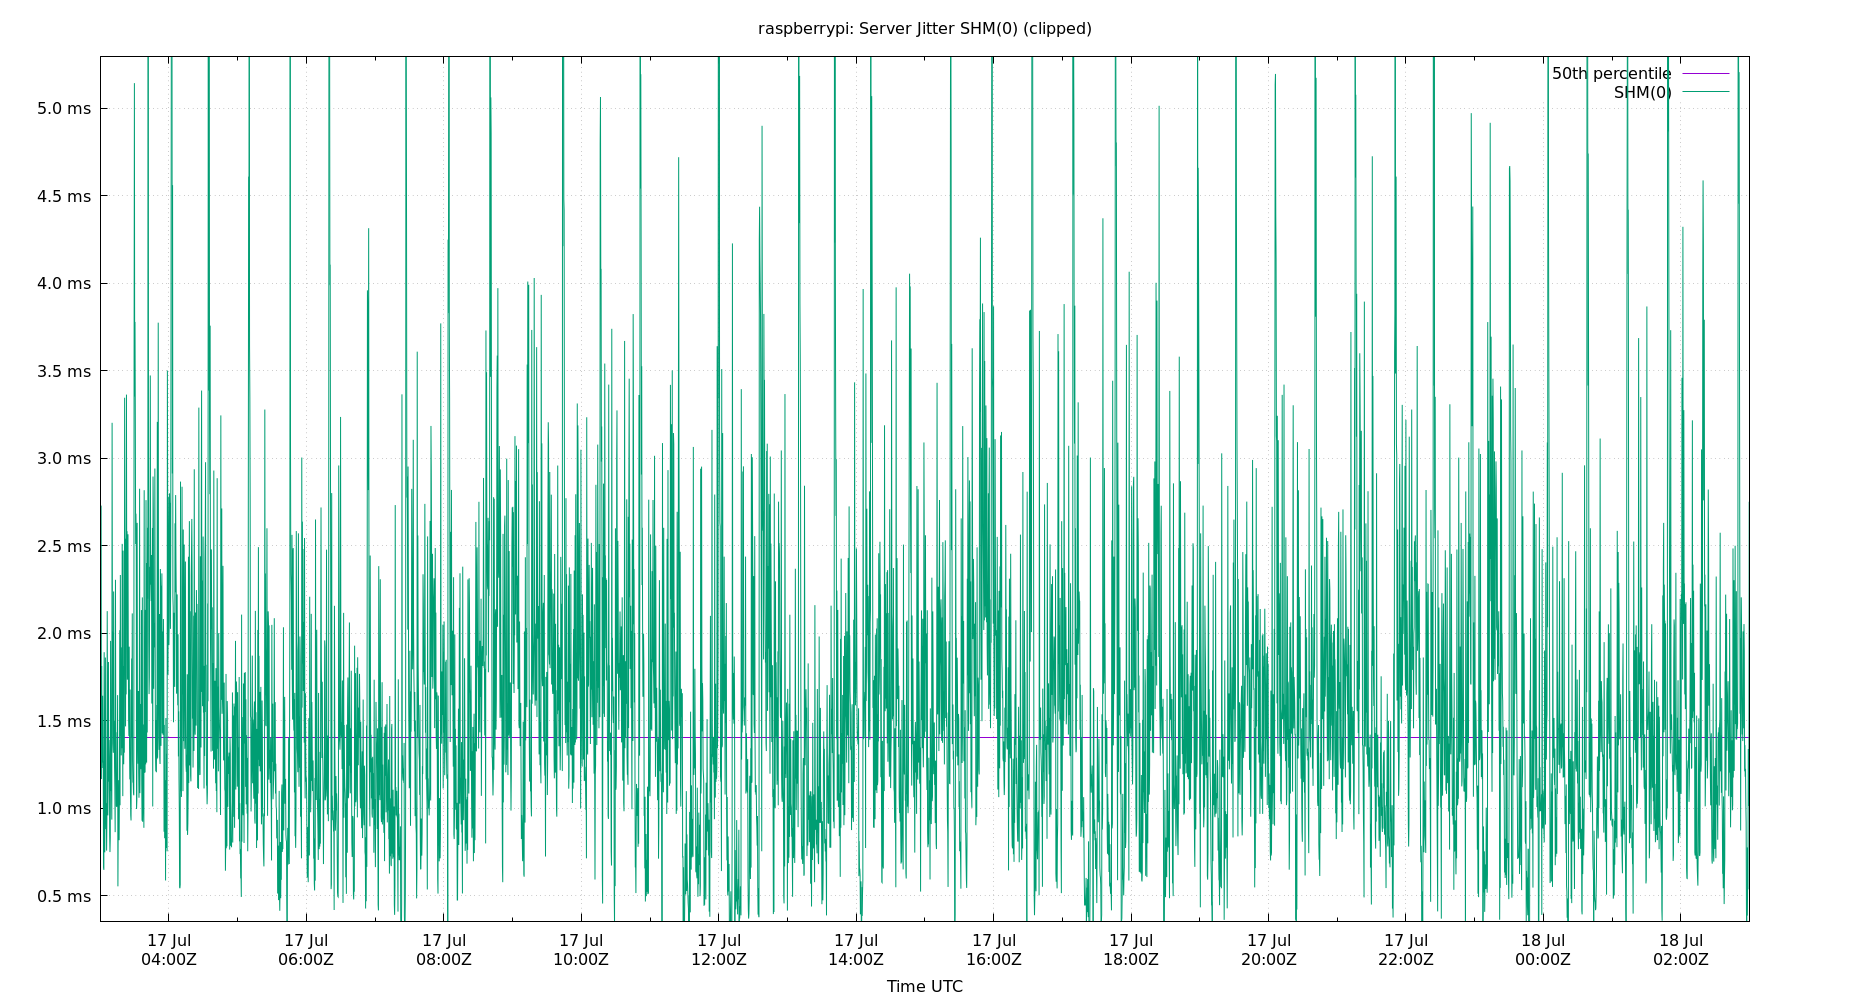 raspberrypi: Server Jitter SHM(0) (clipped)
50th percentile
SHM(0)
5.0 ms
4.5 ms
4.0 ms
3.5 ms
3.0 ms
2.5 ms
2.0 ms
1.5 ms
1.0 ms
0.5 ms
17 Jul 17 Jul 17 Jul 17 Jul 17 Jul 17 Jul 17 Jul 17 Jul 17 Jul 17 Jul 18 Jul 18 Jul
04:00Z 06:00Z 08:00Z 10:00Z 12:00Z 14:00Z 16:00Z 18:00Z 20:00Z 22:00Z 00:00Z 02:00Z
Time UTC